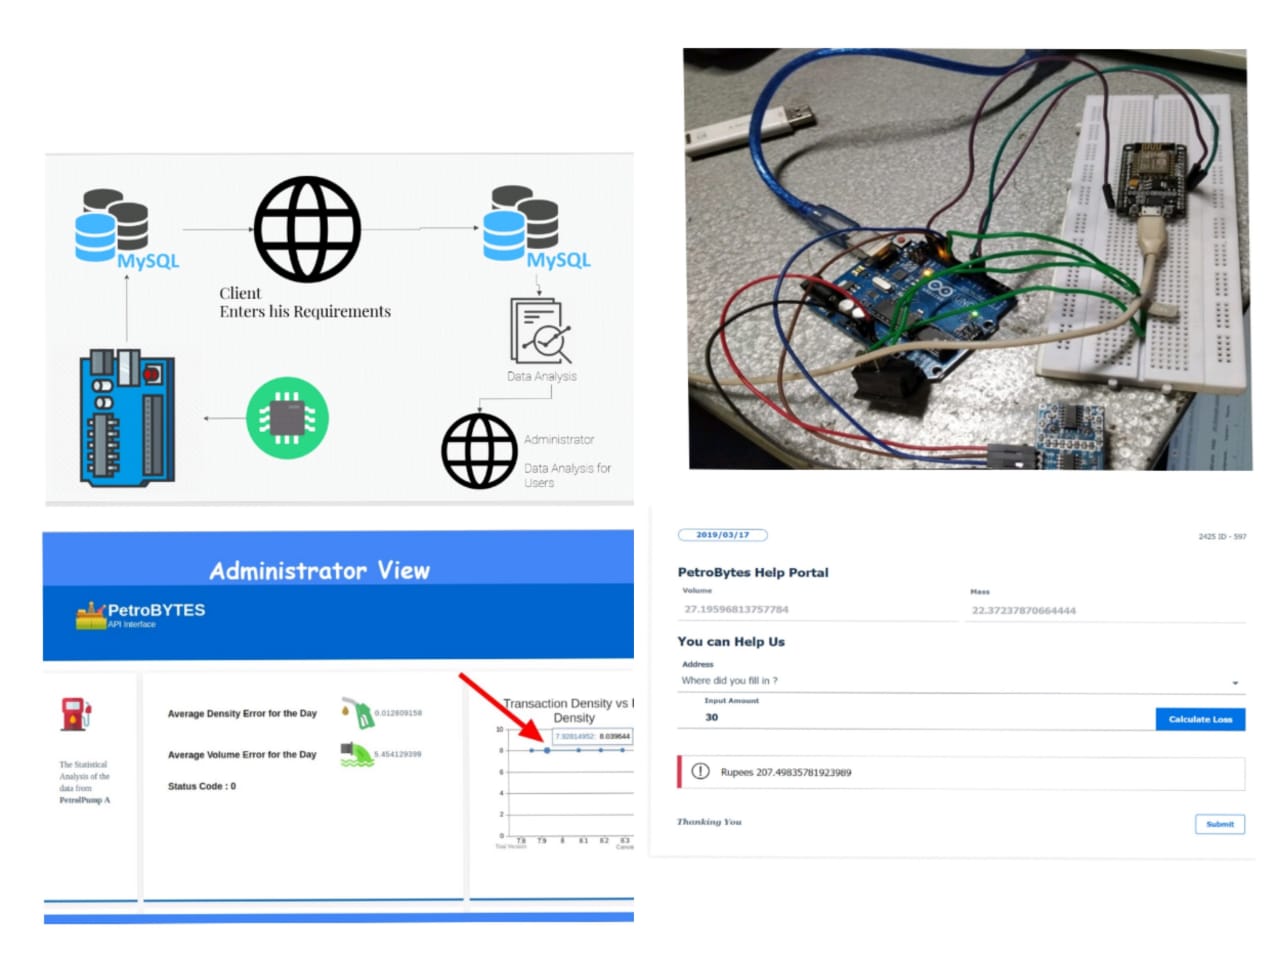 MySQL
MySQL
Client
Enters his Requirements
Data Analysis
Administrator
Data Analysis for
Users
Administrator View
PetroBYTES
API Interface
The Statistical
Analysis of the
data from
PetrolPump A
Average Density Error for the Day
0.012609158
Average Volume Error for the Day
5.454129399
Status Code : 0
Transaction Density vs
Density
7.92814952: 8.039644
10
8
6
4
2
0
7.8 7.9 8 8.1 8.2 8.3
Trial Version
Canva
2019/03/17
2425 ID - 597
PetroBytes Help Portal
Volume
Mass
27.19596813757784
22.37237870664444
You can Help Us
Address
Where did you fill in ?
Input Amount
30
Calculate Loss
Rupees 207.49835781923989
Thanking You
Submit